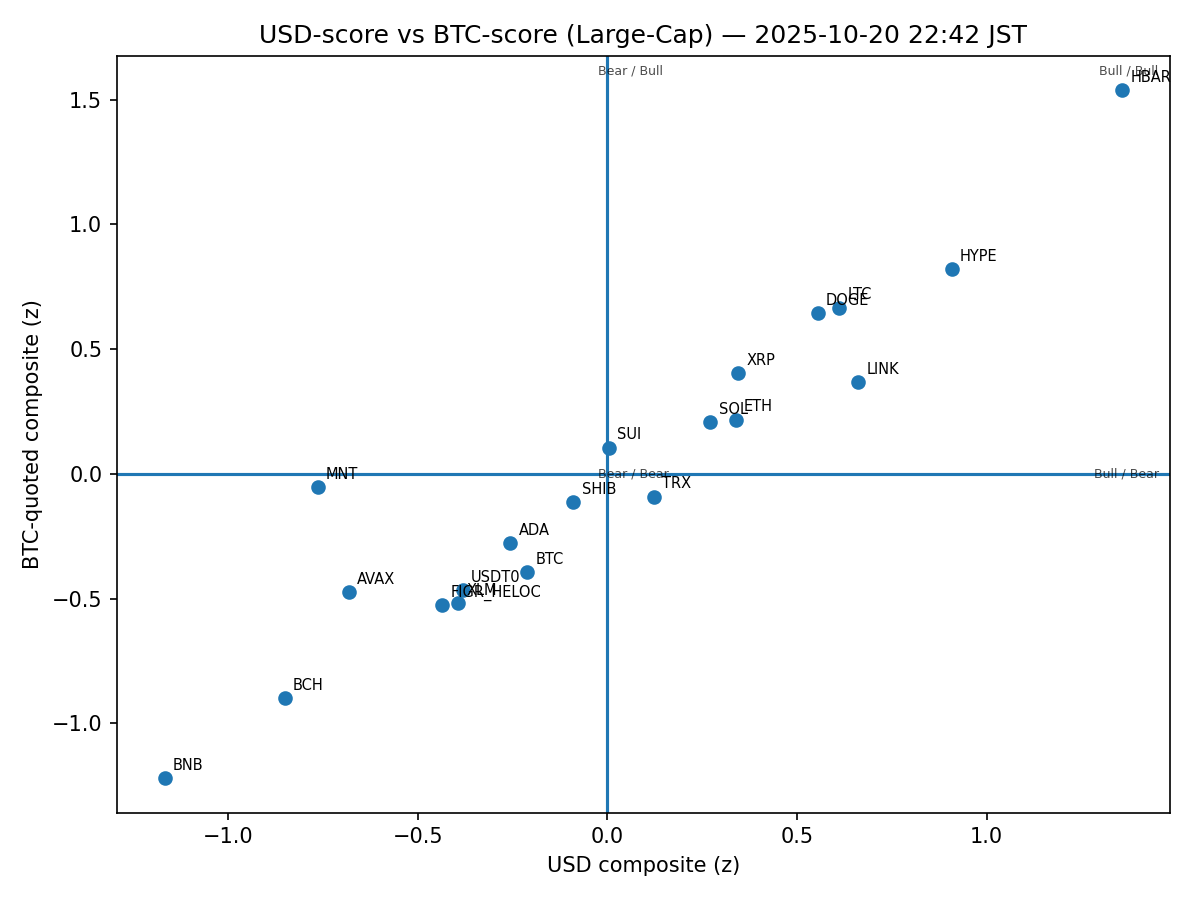 USD-score vs BTC-score (Large-Cap) — 2025-10-20 22:42 JST
Bear / Bull
Bull / Bull
HBAR
1.5
1.0
HYPE
LTC
DOGE
0.5
XRP
LINK
SOL
ETH
SUI
0.0
MNT
Bear / Bear
Bull / Bear
TRX
SHIB
ADA
BTC
USDT0
AVAX
XLM
FIGR_HELOC
−0.5
BCH
−1.0
BNB
−1.0
−0.5
0.0
0.5
1.0
USD composite (z)
BTC-quoted composite (z)